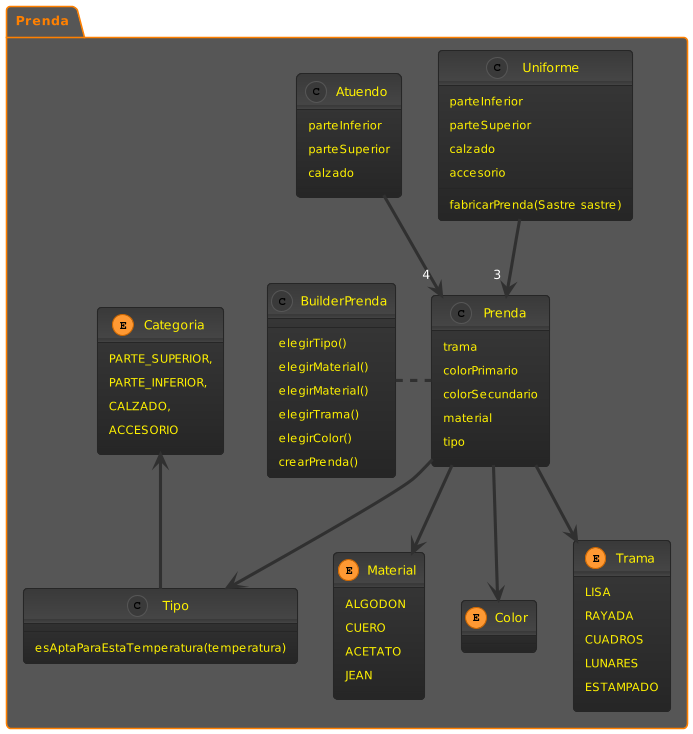 Prenda
C Atuendo
parteInferior
parteSuperior
calzado
C Uniforme
parteInferior
parteSuperior
calzado
accesorio
fabricarPrenda(Sastre sastre)
4
3
E Categoria
PARTE_SUPERIOR,
PARTE_INFERIOR,
CALZADO,
ACCESORIO
C BuilderPrenda
elegirTipo()
elegirMaterial()
elegirMaterial()
elegirTrama()
elegirColor()
crearPrenda()
C Prenda
trama
colorPrimario
colorSecundario
material
tipo
C Tipo
esAptaParaEstaTemperatura(temperatura)
E Material
ALGODON
CUERO
ACETATO
JEAN
E Color
E Trama
LISA
RAYADA
CUADROS
LUNARES
ESTAMPADO